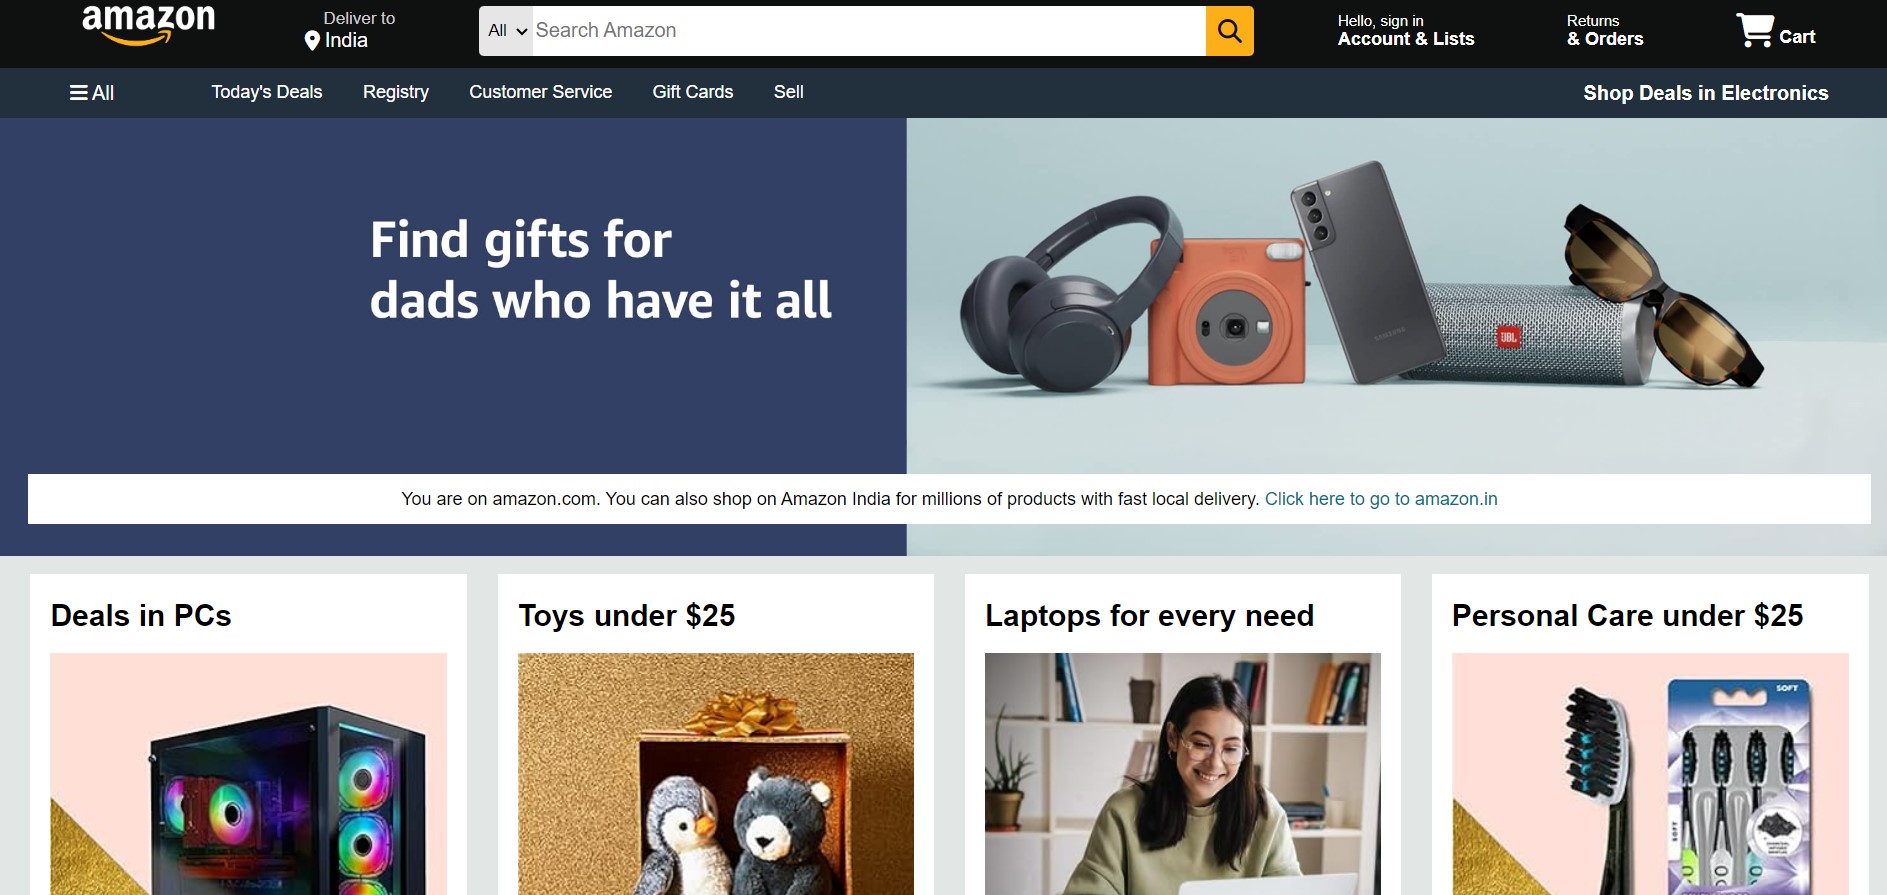 amazon
Deliver to
India
All
Search Amazon
Hello, sign in
Account & Lists
Returns
& Orders
Cart
All
Today's Deals
Registry
Customer Service
Gift Cards
Sell
Shop Deals in Electronics
Find gifts for
dads who have it all
SAMSUNG
JBL
You are on amazon.com. You can also shop on Amazon India for millions of products with fast local delivery. Click here to go to amazon.in
Deals in PCs
Toys under $25
Laptops for every need
Personal Care under $25
SOFT
SOFT